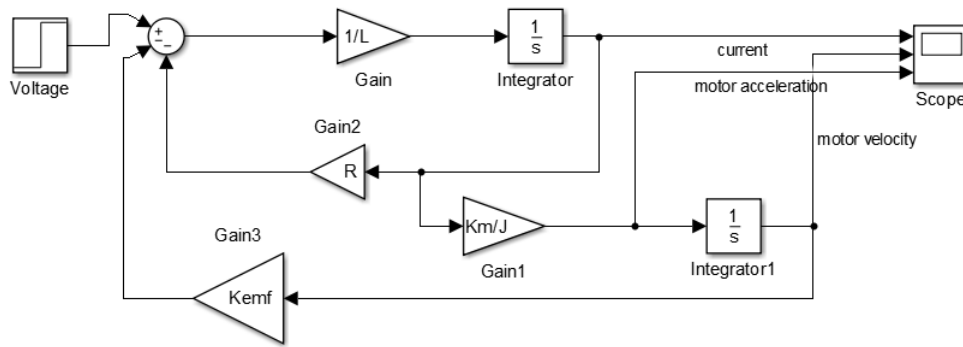 Voltage
+
−
−
1/L
Gain
1
s
Integrator
current
motor acceleration
Scope
Gain2
R
motor velocity
Km/J
Gain1
1
s
Integrator1
Gain3
Kemf